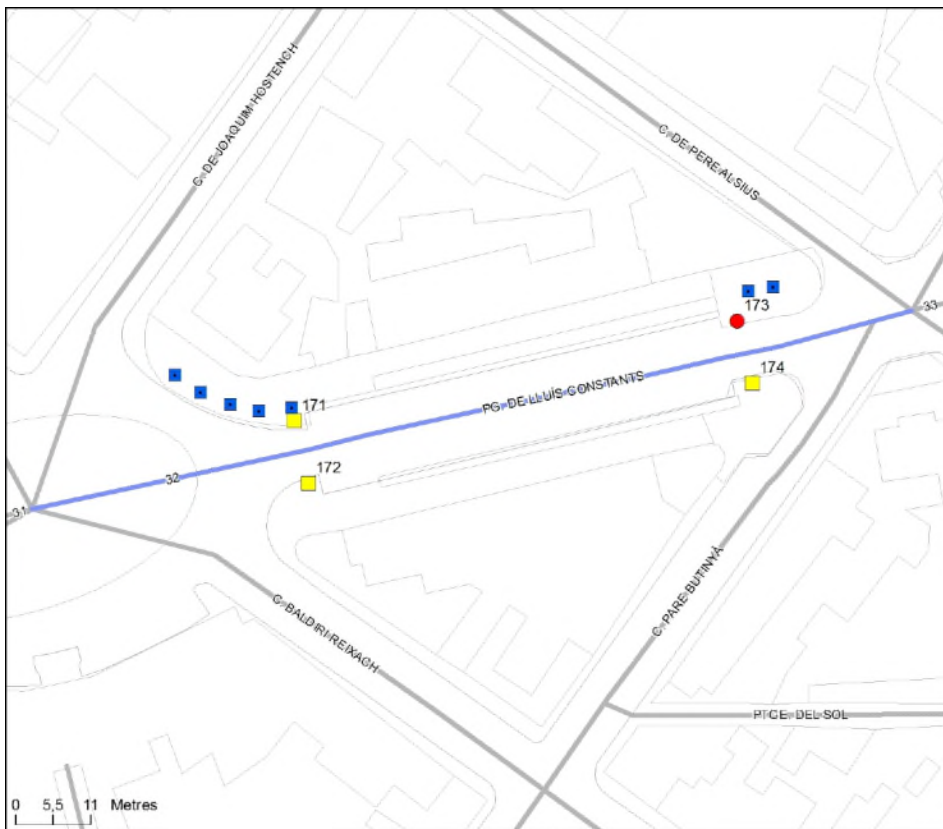 C. DE JOAQUIM HOSTENCH
C. DE PERE ALSIUS
173
33
174
PG. DE LLUÍS CONSTANTS
171
172
32
31
C. BALDIRI REIXACH
C. PARE BUTINYÀ
PTGE. DEL SOL
0 5,5 11 Metres